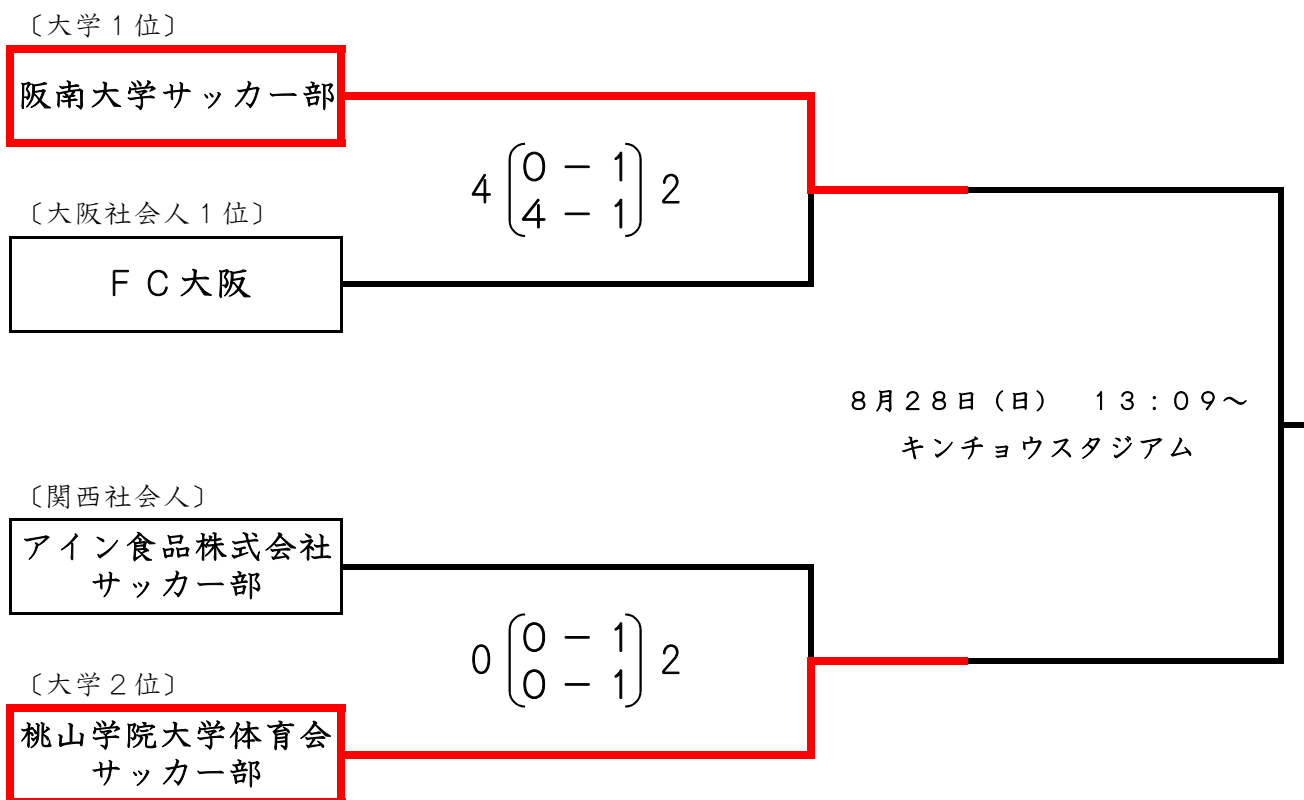 〔大学１位〕
阪南大学サッカー部
４
０ － １
４ － １
２
〔大阪社会人１位〕
ＦＣ大阪
８月２８日（日）　１３：０９～
キンチョウスタジアム
〔関西社会人〕
アイン食品株式会社
サッカー部
０
０ － １
０ － １
２
〔大学２位〕
桃山学院大学体育会
サッカー部